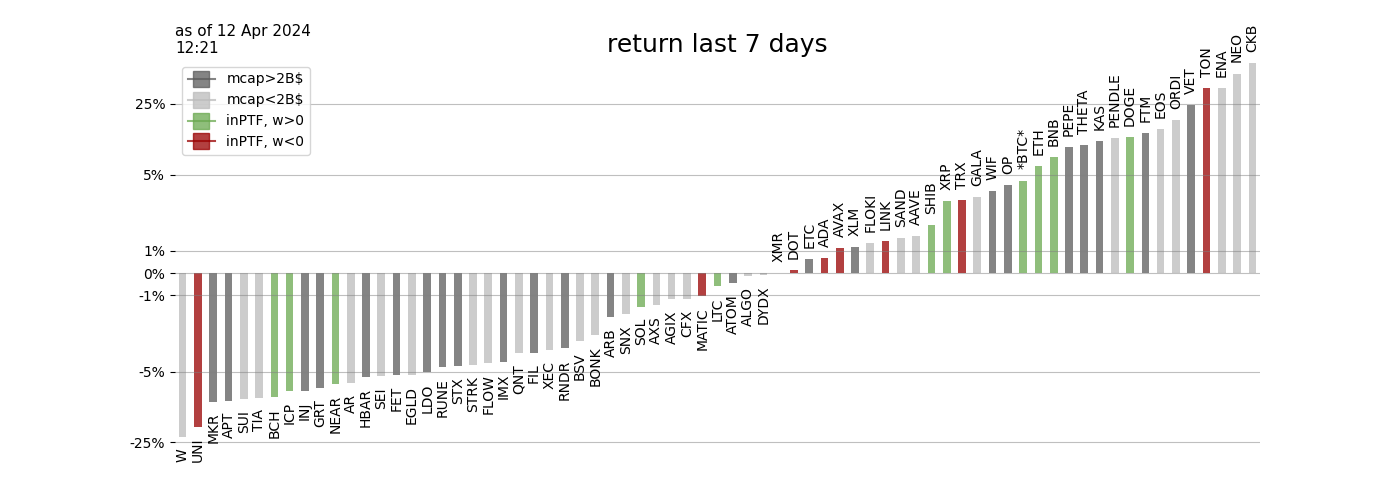 as of 12 Apr 2024
12:21
return last 7 days
mcap>2B$
mcap<2B$
inPTF, w>0
inPTF, w<0
25%
5%
1%
0%
-1%
-5%
-25%
W
UNI
MKR
APT
SUI
TIA
BCH
ICP
INJ
GRT
NEAR
AR
HBAR
SEI
FET
EGLD
LDO
RUNE
STX
STRK
FLOW
IMX
QNT
FIL
XEC
RNDR
BSV
BONK
ARB
SNX
SOL
AXS
AGIX
CFX
MATIC
LTC
ATOM
ALGO
DYDX
XMR
DOT
ETC
ADA
AVAX
XLM
FLOKI
LINK
SAND
AAVE
SHIB
XRP
TRX
GALA
WIF
OP
*BTC*
ETH
BNB
PEPE
THETA
KAS
PENDLE
DOGE
FTM
EOS
ORDI
VET
TON
ENA
NEO
CKB